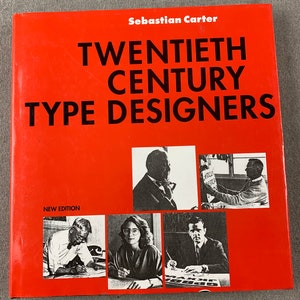 Sebastian Carter
TWENTIETH
CENTURY
TYPE DESIGNERS
NEW EDITION